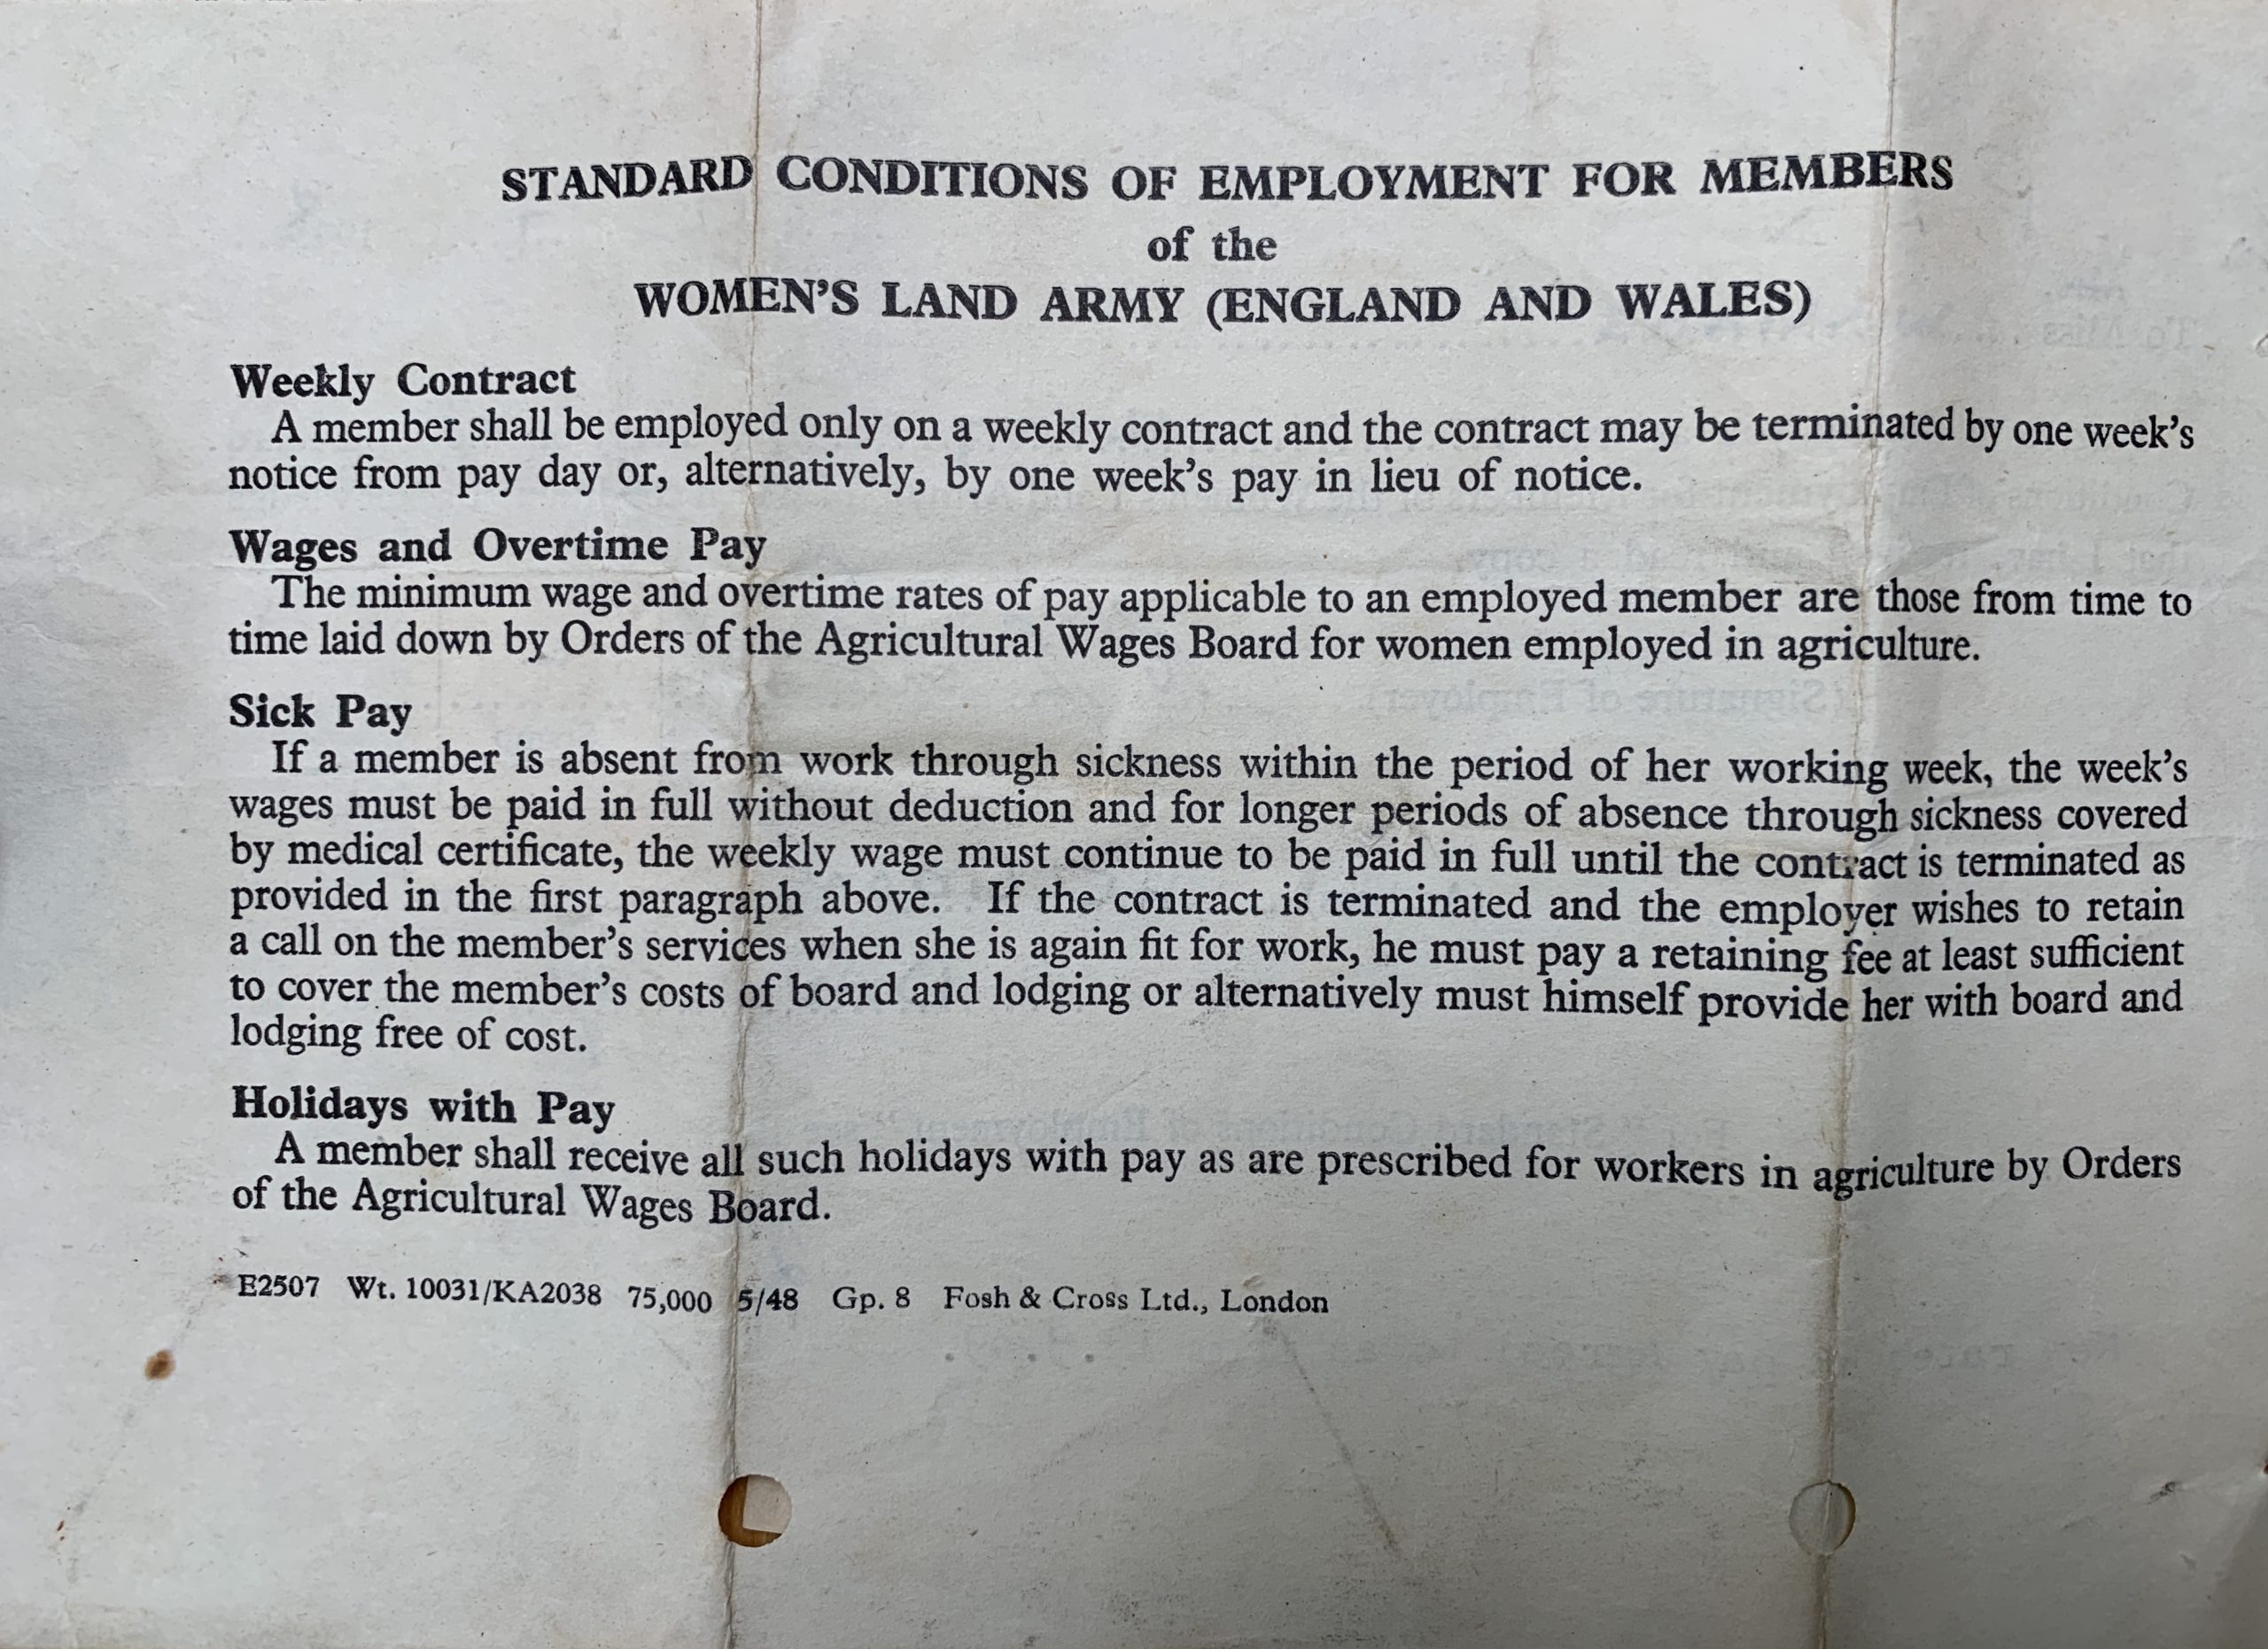 STANDARD CONDITIONS OF EMPLOYMENT FOR MEMBERS
of the
WOMEN'S LAND ARMY (ENGLAND AND WALES)
Weekly Contract
A member shall be employed only on a weekly contract and the contract may be terminated by one week's
notice from pay day or, alternatively, by one week's pay in lieu of notice.
Wages and Overtime Pay
The minimum wage and overtime rates of pay applicable to an employed member are those from time to
time laid down by Orders of the Agricultural Wages Board for women employed in agriculture.
Sick Pay
If a member is absent from work through sickness within the period of her working week, the week's
wages must be paid in full without deduction and for longer periods of absence through sickness covered
by medical certificate, the weekly wage must continue to be paid in full until the contract is terminated as
provided in the first paragraph above. If the contract is terminated and the employer wishes to retain
a call on the member's services when she is again fit for work, he must pay a retaining fee at least sufficient
to cover the member's costs of board and lodging or alternatively must himself provide her with board and
lodging free of cost.
Holidays with Pay
A member shall receive all such holidays with pay as are prescribed for workers in agriculture by Orders
of the Agricultural Wages Board.
E2507 Wt. 10031/KA2038 75,000 5/48 Gp. 8 Fosh & Cross Ltd., London